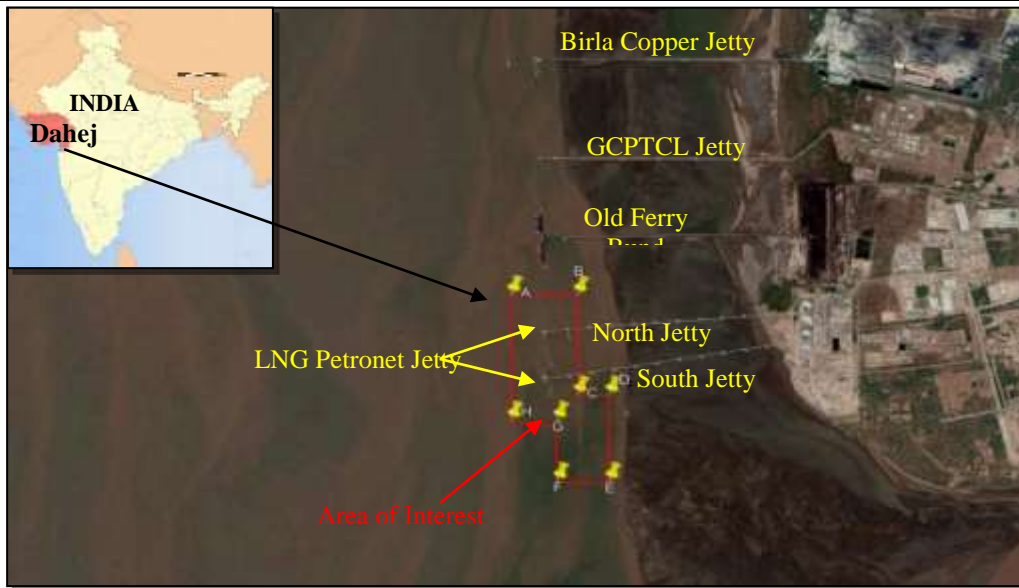 Birla Copper Jetty
INDIA
Dahej
GCPTCL Jetty
Old Ferry
B
A
North Jetty
LNG Petronet Jetty
South Jetty
D
C
H
G
F
E
Area of Interest